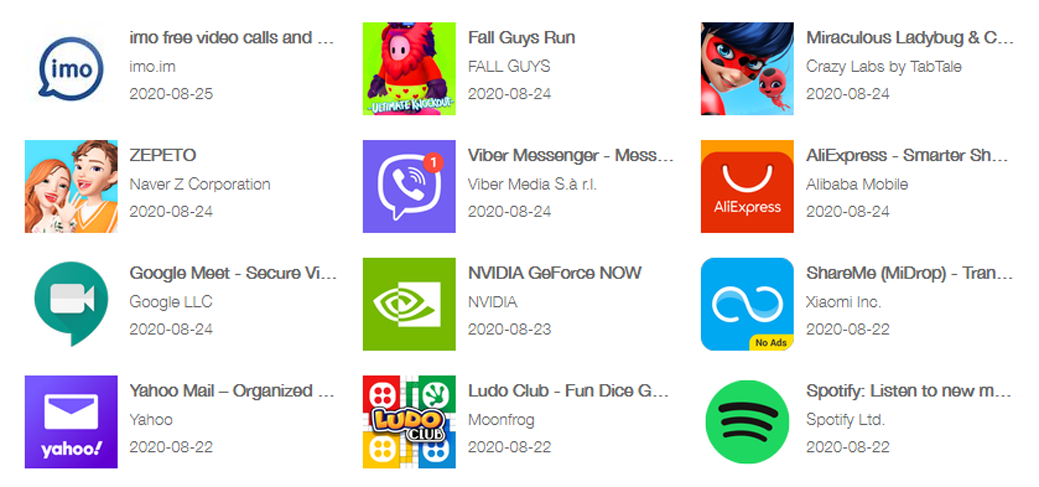 imo free video calls and ...
imo.im
2020-08-25
imo
Fall Guys Run
FALL GUYS
2020-08-24
ULTIMATE KNOCKOUT
Miraculous Ladybug & C...
Crazy Labs by TabTale
2020-08-24
ZEPETO
Naver Z Corporation
2020-08-24
1
Viber Messenger - Mess...
Viber Media S.à r.l.
2020-08-24
AliExpress
AliExpress - Smarter Sh...
Alibaba Mobile
2020-08-24
Google Meet - Secure Vi...
Google LLC
2020-08-24
NVIDIA GeForce NOW
NVIDIA
2020-08-23
No Ads
ShareMe (MiDrop) - Tran...
Xiaomi Inc.
2020-08-22
yahoo!
Yahoo Mail – Organized ...
Yahoo
2020-08-22
LUDO
CLUB
Ludo Club - Fun Dice G...
Moonfrog
2020-08-22
Spotify: Listen to new m...
Spotify Ltd.
2020-08-22